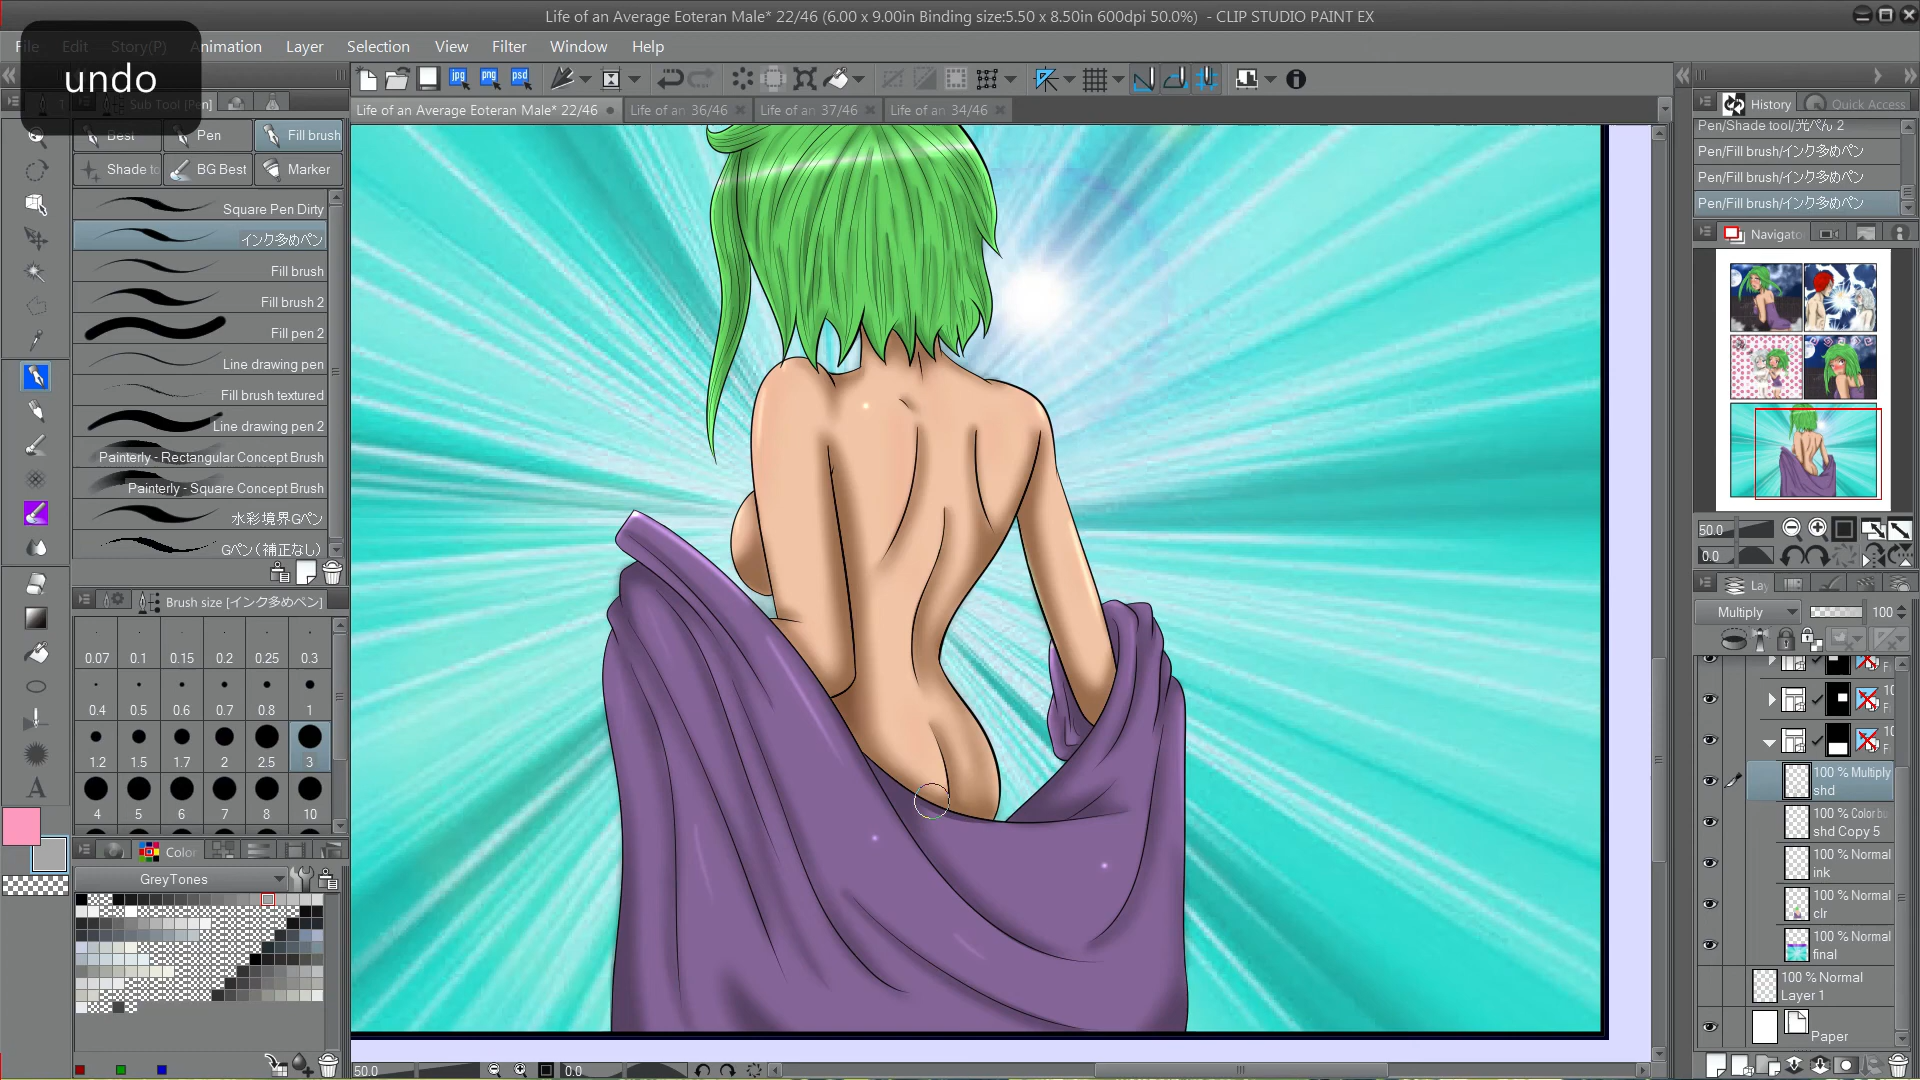 Life of an Average Eoteran Male* 22/46 (6.00 x 9.00in Binding size:5.50 x 8.50in 600dpi 50.0%)  - CLIP STUDIO PAINT EX
File Edit Story(P) Animation Layer Selection View Filter Window Help
undo
jpg png psd
Sub Tool [Pen]
Life of an Average Eoteran Male* 22/46
Life of an 36/46
Life of an 37/46
Life of an 34/46
Best
Pen
Fill brush
Shade to
BG Best
Marker
Square Pen Dirty
インク多めペン
Fill brush
Fill brush 2
Fill pen 2
Line drawing pen
Fill brush textured
Line drawing pen 2
Painterly - Rectangular Concept Brush
Painterly - Square Concept Brush
水彩境界Gペン
Gペン(補正なし)
Brush size [インク多めペン]
0.07 0.1 0.15 0.2 0.25 0.3
0.4 0.5 0.6 0.7 0.8 1
1.2 1.5 1.7 2 2.5 3
4 5 6 7 8 10
Color
GreyTones
50.0
0.0
History
Quick Access
Pen/Shade tool/光ぺん 2
Pen/Fill brush/インク多めペン
Pen/Fill brush/インク多めペン
Pen/Fill brush/インク多めペン
Navigato
50.0
0.0
Lay
Multiply
100
10
F
10
F
100 % Multiply
shd
100 % Color bu
shd Copy 5
100 % Normal
ink
100 % Normal
clr
100 % Normal
final
100 % Normal
Layer 1
Paper